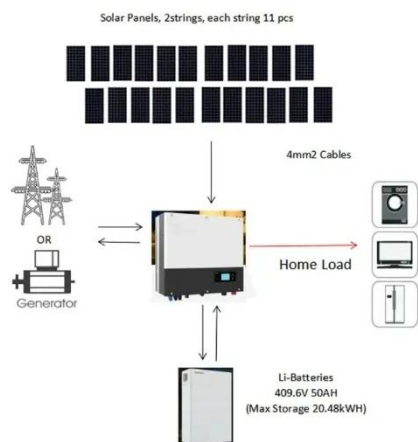 Solar Panels, 2strings, each string 11 pcs
4mm2 Cables
OR
Generator
Home Load
Li-Batteries
409.6V 50AH
(Max Storage 20.48kWH)